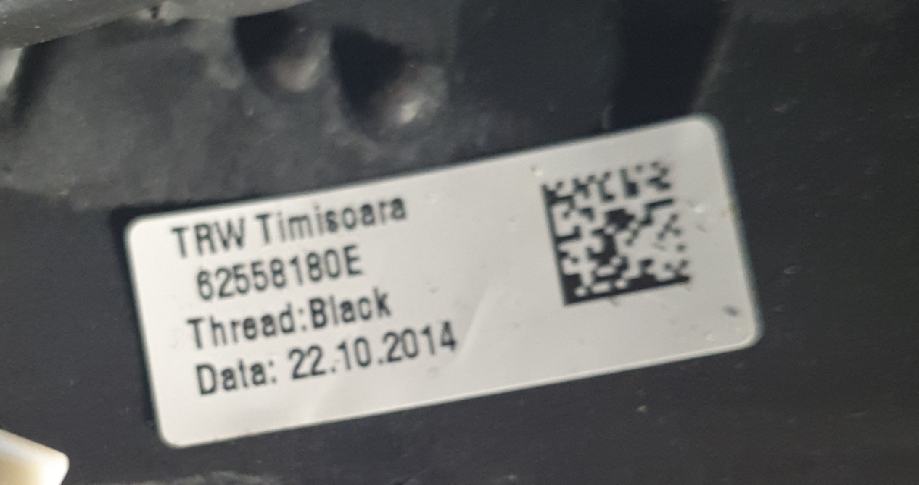 TRW Timisoara
62558180E
Thread:Black
Data: 22.10.2014